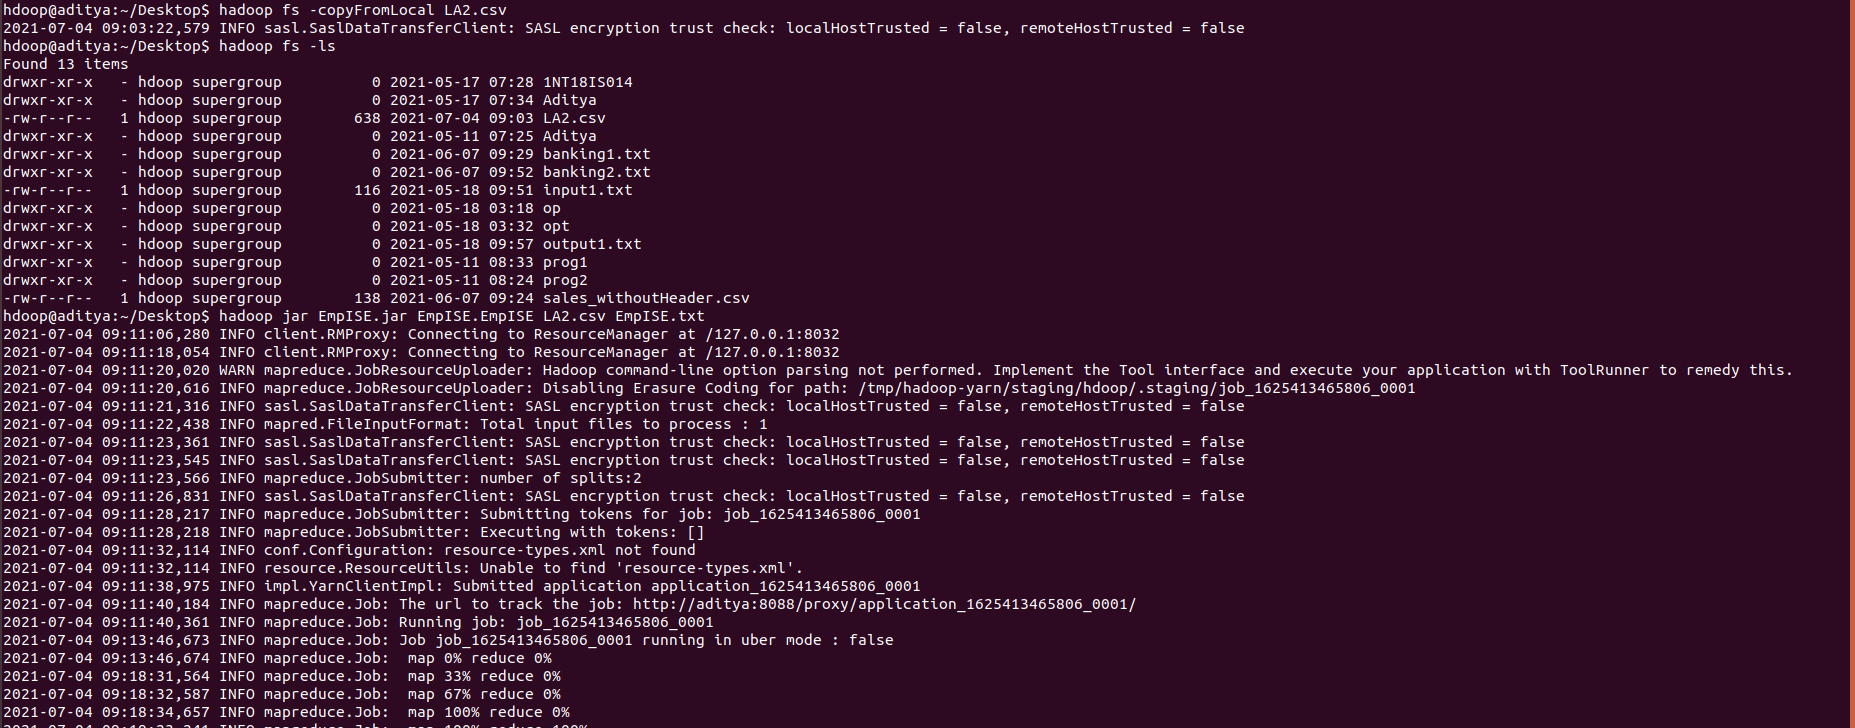 hdoop@aditya:~/Desktop$ hadoop fs -copyFromLocal LA2.csv
2021-07-04 09:03:22,579 INFO sasl.SaslDataTransferClient: SASL encryption trust check: localHostTrusted = false, remoteHostTrusted = false
hdoop@aditya:~/Desktop$ hadoop fs -ls
Found 13 items
drwxr-xr-x   - hdoop supergroup          0 2021-05-17 07:28 1NT18IS014
drwxr-xr-x   - hdoop supergroup          0 2021-05-17 07:34 Aditya
-rw-r--r--   1 hdoop supergroup        638 2021-07-04 09:03 LA2.csv
drwxr-xr-x   - hdoop supergroup          0 2021-05-11 07:25 Aditya
drwxr-xr-x   - hdoop supergroup          0 2021-06-07 09:29 banking1.txt
drwxr-xr-x   - hdoop supergroup          0 2021-06-07 09:52 banking2.txt
-rw-r--r--   1 hdoop supergroup        116 2021-05-18 09:51 input1.txt
drwxr-xr-x   - hdoop supergroup          0 2021-05-18 03:18 op
drwxr-xr-x   - hdoop supergroup          0 2021-05-18 03:32 opt
drwxr-xr-x   - hdoop supergroup          0 2021-05-18 09:57 output1.txt
drwxr-xr-x   - hdoop supergroup          0 2021-05-11 08:33 prog1
drwxr-xr-x   - hdoop supergroup          0 2021-05-11 08:24 prog2
-rw-r--r--   1 hdoop supergroup        138 2021-06-07 09:24 sales_withoutHeader.csv
hdoop@aditya:~/Desktop$ hadoop jar EmpISE.jar EmpISE.EmpISE LA2.csv EmpISE.txt
2021-07-04 09:11:06,280 INFO client.RMProxy: Connecting to ResourceManager at /127.0.0.1:8032
2021-07-04 09:11:18,054 INFO client.RMProxy: Connecting to ResourceManager at /127.0.0.1:8032
2021-07-04 09:11:20,020 WARN mapreduce.JobResourceUploader: Hadoop command-line option parsing not performed. Implement the Tool interface and execute your application with ToolRunner to remedy this.
2021-07-04 09:11:20,616 INFO mapreduce.JobResourceUploader: Disabling Erasure Coding for path: /tmp/hadoop-yarn/staging/hdoop/.staging/job_1625413465806_0001
2021-07-04 09:11:21,316 INFO sasl.SaslDataTransferClient: SASL encryption trust check: localHostTrusted = false, remoteHostTrusted = false
2021-07-04 09:11:22,438 INFO mapred.FileInputFormat: Total input files to process : 1
2021-07-04 09:11:23,361 INFO sasl.SaslDataTransferClient: SASL encryption trust check: localHostTrusted = false, remoteHostTrusted = false
2021-07-04 09:11:23,545 INFO sasl.SaslDataTransferClient: SASL encryption trust check: localHostTrusted = false, remoteHostTrusted = false
2021-07-04 09:11:23,566 INFO mapreduce.JobSubmitter: number of splits:2
2021-07-04 09:11:26,831 INFO sasl.SaslDataTransferClient: SASL encryption trust check: localHostTrusted = false, remoteHostTrusted = false
2021-07-04 09:11:28,217 INFO mapreduce.JobSubmitter: Submitting tokens for job: job_1625413465806_0001
2021-07-04 09:11:28,218 INFO mapreduce.JobSubmitter: Executing with tokens: []
2021-07-04 09:11:32,114 INFO conf.Configuration: resource-types.xml not found
2021-07-04 09:11:32,114 INFO resource.ResourceUtils: Unable to find 'resource-types.xml'.
2021-07-04 09:11:38,975 INFO impl.YarnClientImpl: Submitted application application_1625413465806_0001
2021-07-04 09:11:40,184 INFO mapreduce.Job: The url to track the job: http://aditya:8088/proxy/application_1625413465806_0001/
2021-07-04 09:11:40,361 INFO mapreduce.Job: Running job: job_1625413465806_0001
2021-07-04 09:13:46,673 INFO mapreduce.Job: Job job_1625413465806_0001 running in uber mode : false
2021-07-04 09:13:46,674 INFO mapreduce.Job:  map 0% reduce 0%
2021-07-04 09:18:31,564 INFO mapreduce.Job:  map 33% reduce 0%
2021-07-04 09:18:32,587 INFO mapreduce.Job:  map 67% reduce 0%
2021-07-04 09:18:34,657 INFO mapreduce.Job:  map 100% reduce 0%